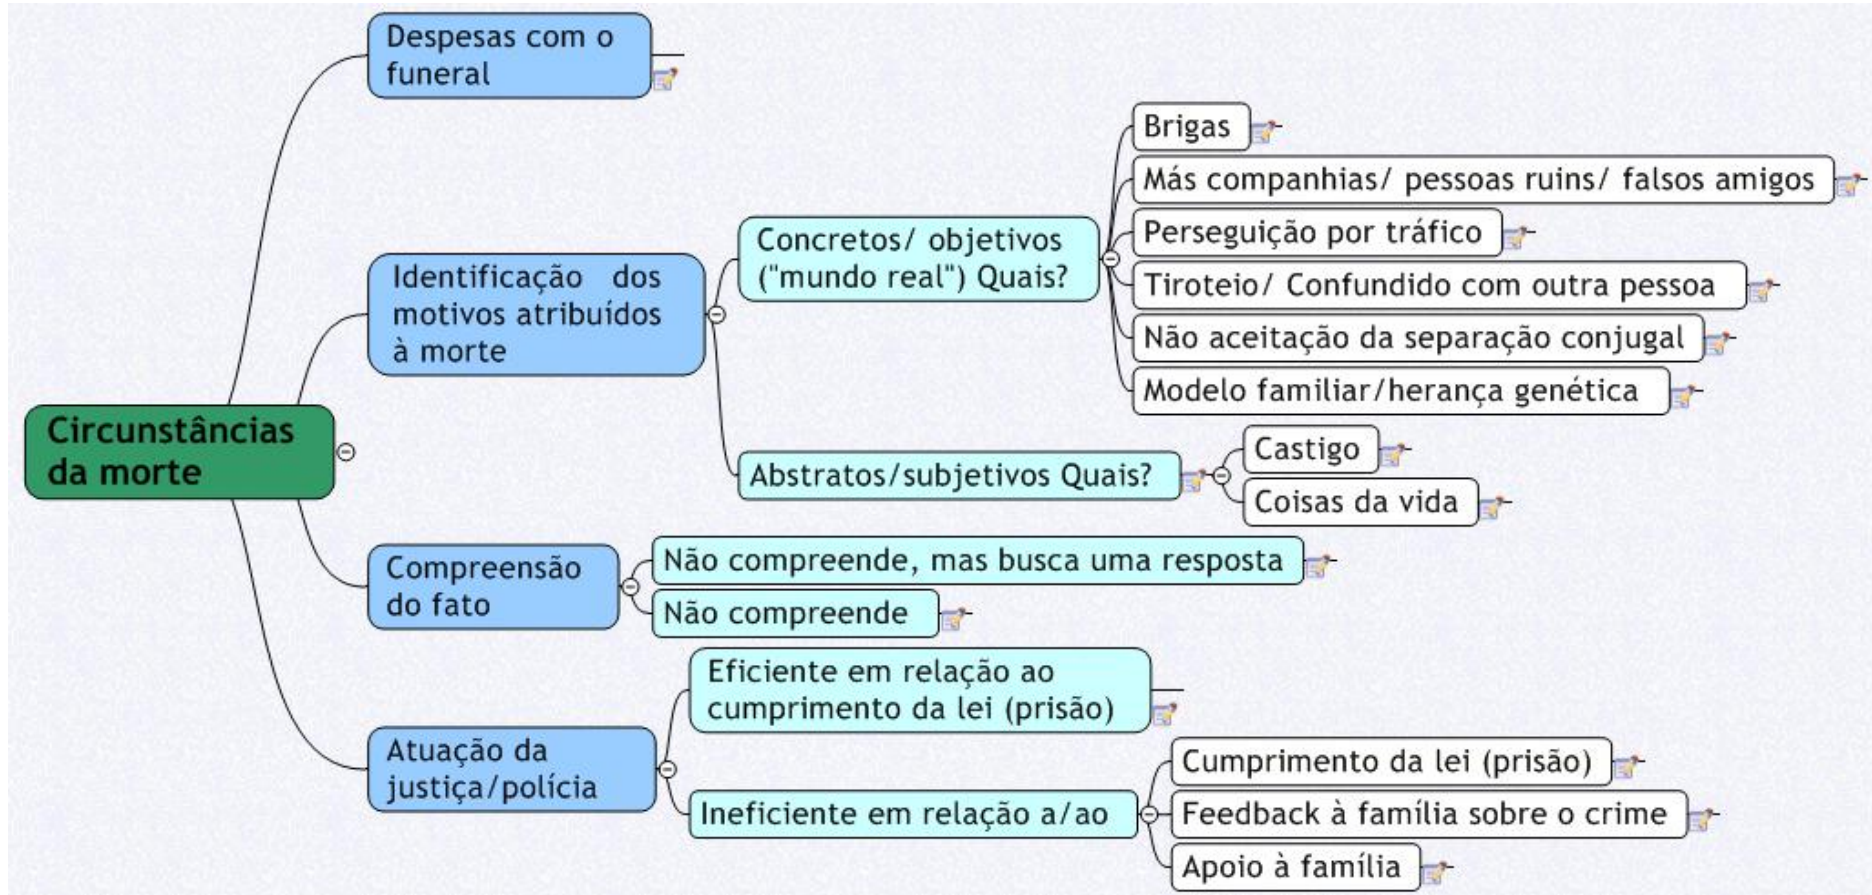 Despesas com o
funeral
Identificação dos
motivos atribuídos
à morte
Concretos/ objetivos
("mundo real") Quais?
Brigas
Más companhias/ pessoas ruins/ falsos amigos
Perseguição por tráfico
Tiroteio/ Confundido com outra pessoa
Não aceitação da separação conjugal
Modelo familiar/herança genética
Abstratos/subjetivos Quais?
Castigo
Coisas da vida
Circunstâncias
da morte
Compreensão
do fato
Não compreende, mas busca uma resposta
Não compreende
Atuação da
justiça/polícia
Eficiente em relação ao
cumprimento da lei (prisão)
Ineficiente em relação a/ao
Cumprimento da lei (prisão)
Feedback à família sobre o crime
Apoio à família